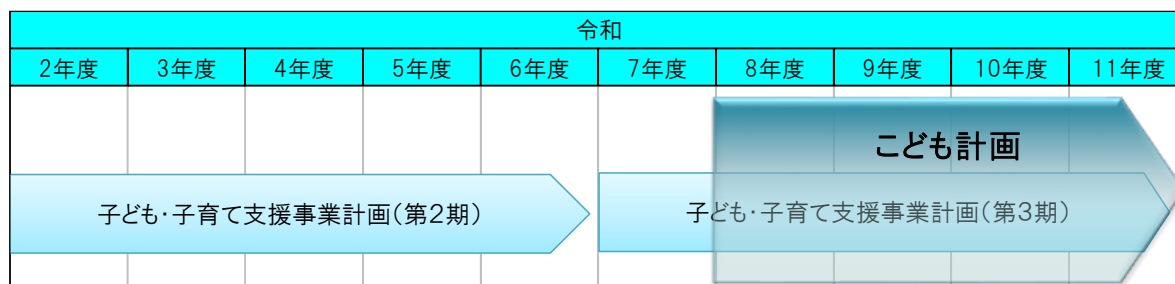 令和
2年度 3年度 4年度 5年度 6年度 7年度 8年度 9年度 10年度 11年度
こども計画
子ども・子育て支援事業計画(第2期) 子ども・子育て支援事業計画(第3期)